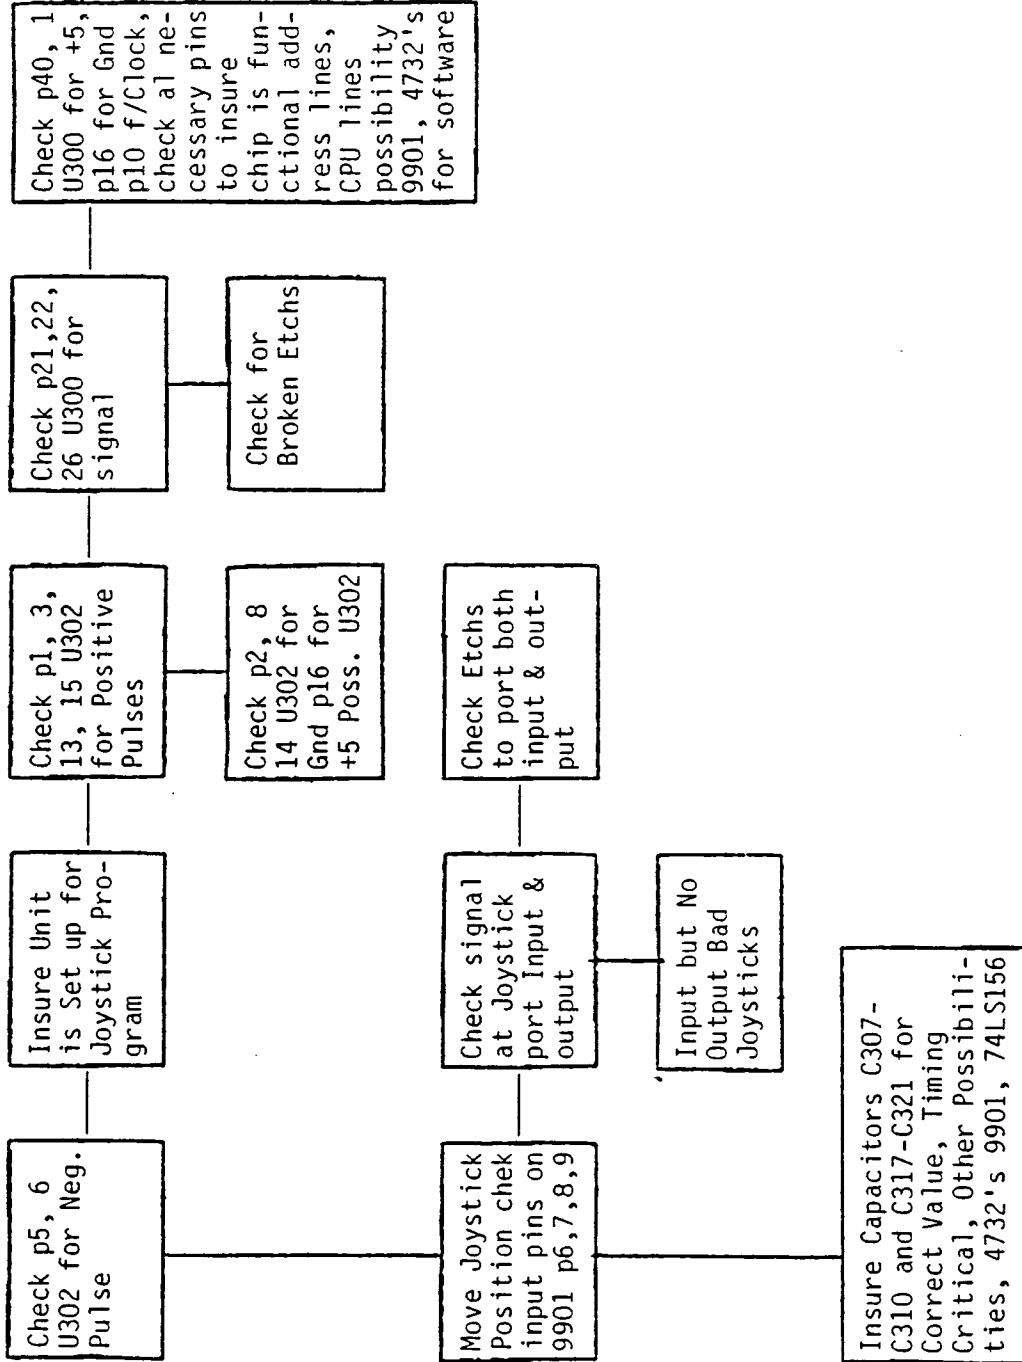 Check p5, 6
U302 for Neg.
Pulse
Insure Unit
is Set up for
Joystick Pro-
gram
Check p1, 3,
13, 15 U302
for Positive
Pulses
Check p21,22,
26 U300 for
signal
Check p40, 1
U300 for +5,
p16 for Gnd
p10 f/Clock,
check al ne-
cessary pins
to insure
chip is fun-
ctional add-
ress lines,
CPU lines
possibility
9901, 4732's
for software
Check p2, 8
14 U302 for
Gnd p16 for
+5 Poss. U302
Check for
Broken Etchs
Move Joystick
Position chek
input pins on
9901 p6,7,8,9
Check signal
at Joystick
port Input &
output
Check Etchs
to port both
input & out-
put
Input but No
Output Bad
Joysticks
Insure Capacitors C307-
C310 and C317-C321 for
Correct Value, Timing
Critical, Other Possibili-
ties, 4732's 9901, 74LS156